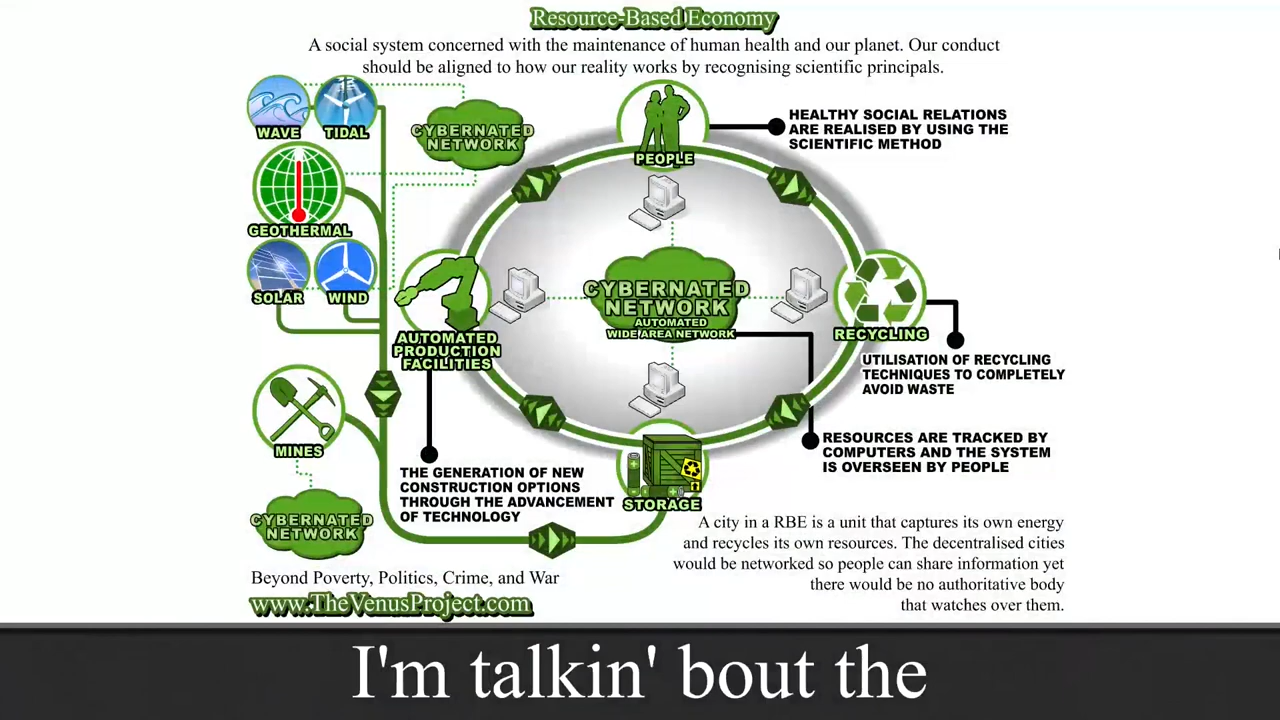 Resource-Based Economy
A social system concerned with the maintenance of human health and our planet. Our conduct
should be aligned to how our reality works by recognising scientific principals.
WAVE
TIDAL
CYBERNATED
NETWORK
PEOPLE
HEALTHY SOCIAL RELATIONS
ARE REALISED BY USING THE
SCIENTIFIC METHOD
GEOTHERMAL
SOLAR
WIND
AUTOMATED
PRODUCTION
FACILITIES
CYBERNATED
NETWORK
AUTOMATED
WIDE AREA NETWORK
RECYCLING
UTILISATION OF RECYCLING
TECHNIQUES TO COMPLETELY
AVOID WASTE
MINES
RESOURCES ARE TRACKED BY
COMPUTERS AND THE SYSTEM
IS OVERSEEN BY PEOPLE
THE GENERATION OF NEW
CONSTRUCTION OPTIONS
THROUGH THE ADVANCEMENT
OF TECHNOLOGY
STORAGE
CYBERNATED
NETWORK
A city in a RBE is a unit that captures its own energy
and recycles its own resources. The decentralised cities
would be networked so people can share information yet
there would be no authoritative body
that watches over them.
Beyond Poverty, Politics, Crime, and War
www.TheVenusProject.com
I'm talkin' bout the